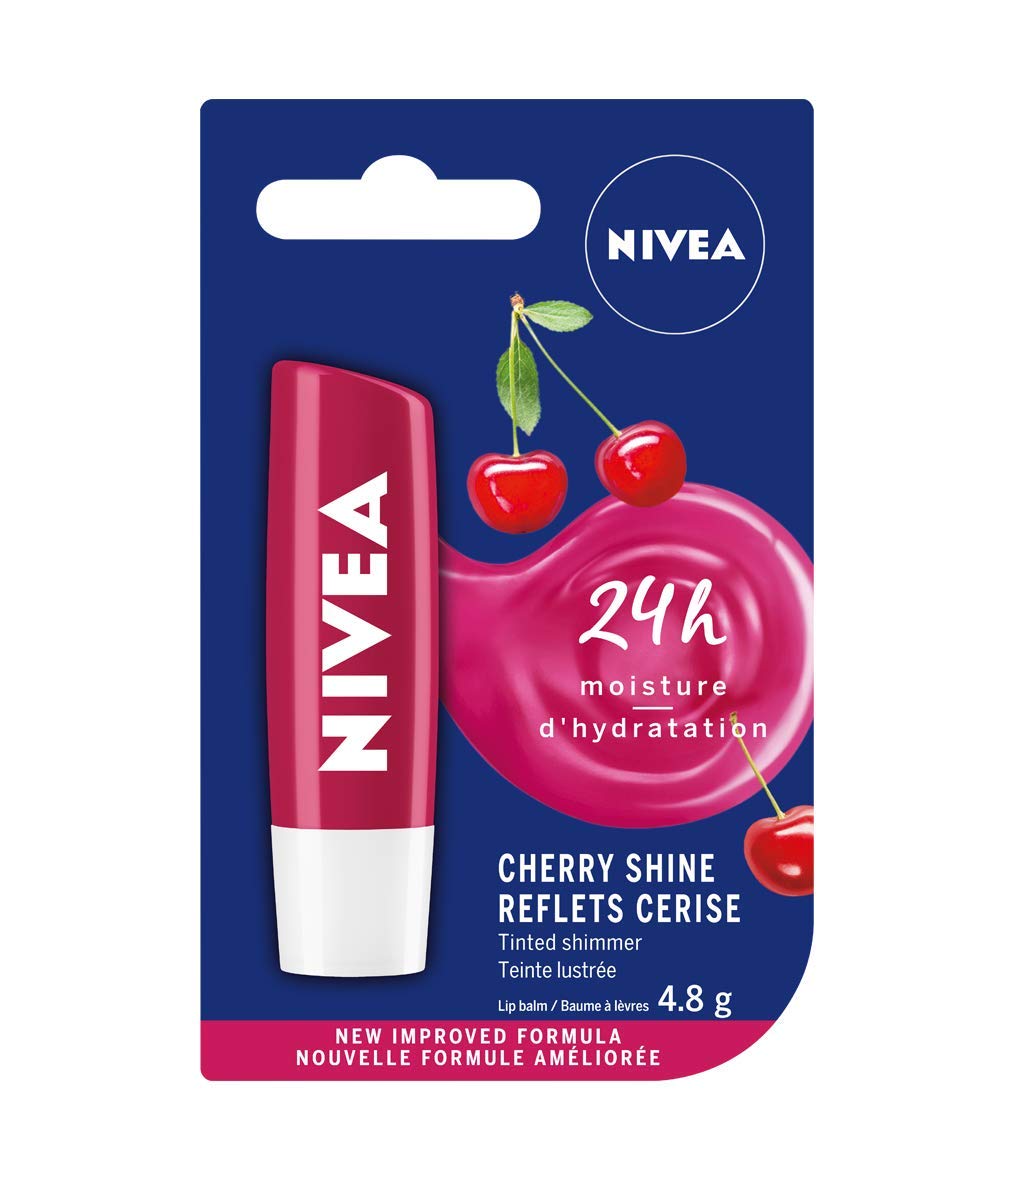 NIVEA
NIVEA
24h
moisture
d'hydratation
CHERRY SHINE
REFLETS CERISE
Tinted shimmer
Teinte lustrée
Lip balm / Baume à lèvres 4.8 g
NEW IMPROVED FORMULA
NOUVELLE FORMULE AMÉLIORÉE